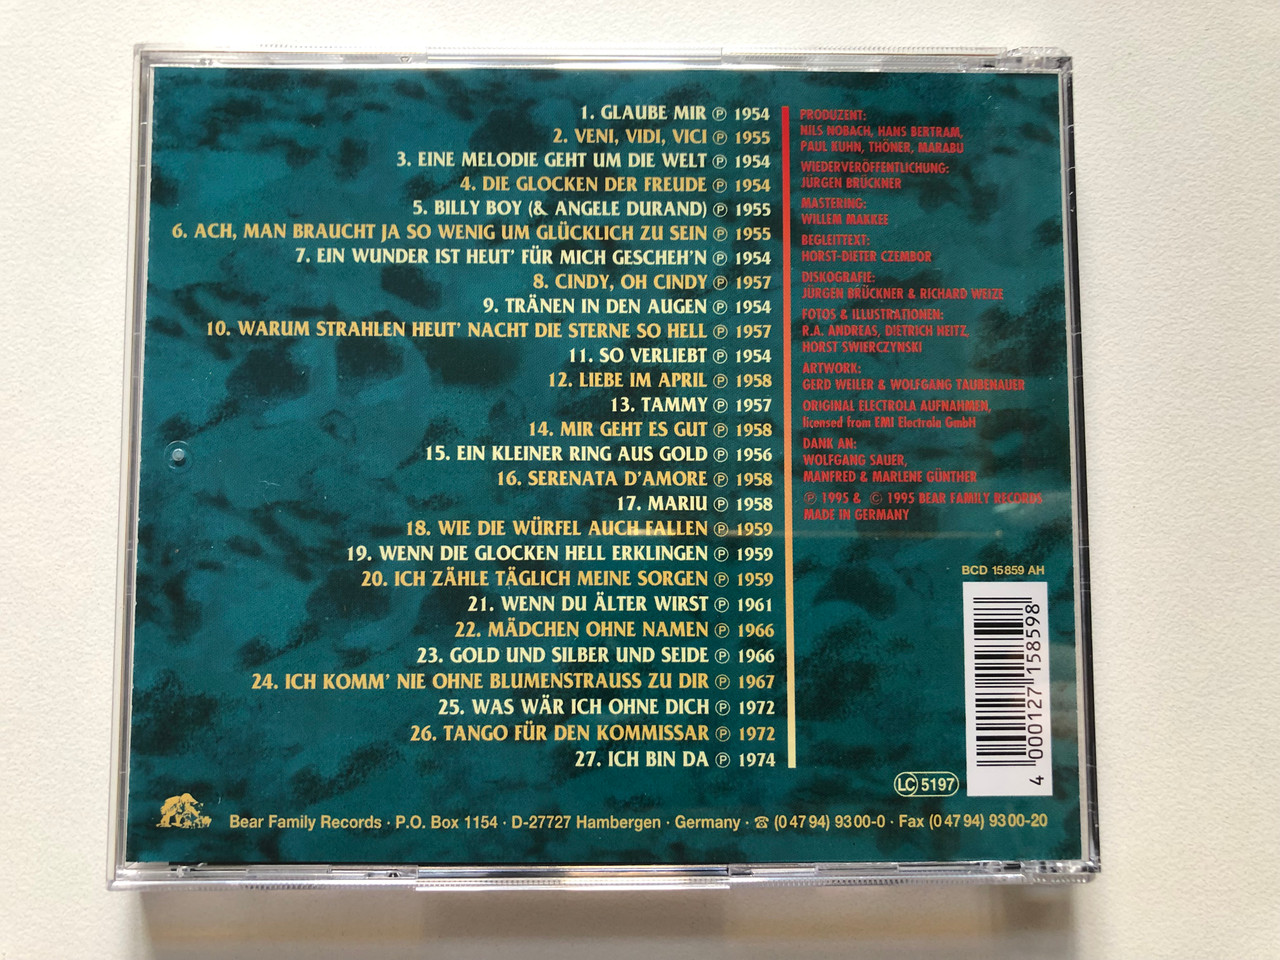 1. GLAUBE MIR ℗ 1954
2. VENI, VIDI, VICI ℗ 1955
3. EINE MELODIE GEHT UM DIE WELT ℗ 1954
4. DIE GLOCKEN DER FREUDE ℗ 1954
5. BILLY BOY (& ANGELE DURAND) ℗ 1955
6. ACH, MAN BRAUCHT JA SO WENIG UM GLÜCKLICH ZU SEIN ℗ 1955
7. EIN WUNDER IST HEUT' FÜR MICH GESCHEH'N ℗ 1954
8. CINDY, OH CINDY ℗ 1957
9. TRÄNEN IN DEN AUGEN ℗ 1954
10. WARUM STRAHLEN HEUT' NACHT DIE STERNE SO HELL ℗ 1957
11. SO VERLIEBT ℗ 1954
12. LIEBE IM APRIL ℗ 1958
13. TAMMY ℗ 1957
14. MIR GEHT ES GUT ℗ 1958
15. EIN KLEINER RING AUS GOLD ℗ 1956
16. SERENATA D'AMORE ℗ 1958
17. MARIU ℗ 1958
18. WIE DIE WÜRFEL AUCH FALLEN ℗ 1959
19. WENN DIE GLOCKEN HELL ERKLINGEN ℗ 1959
20. ICH ZÄHLE TÄGLICH MEINE SORGEN ℗ 1959
21. WENN DU ÄLTER WIRST ℗ 1961
22. MÄDCHEN OHNE NAMEN ℗ 1966
23. GOLD UND SILBER UND SEIDE ℗ 1966
24. ICH KOMM' NIE OHNE BLUMENSTRAUSS ZU DIR ℗ 1967
25. WAS WÄR ICH OHNE DICH ℗ 1972
26. TANGO FÜR DEN KOMMISSAR ℗ 1972
27. ICH BIN DA ℗ 1974
PRODUZENT:
NILS NOBACH, HANS BERTRAM,
PAUL KUHN, THÖNER, MARABU
WIEDERVERÖFFENTLICHUNG:
JÜRGEN BRÜCKNER
MASTERING:
WILLEM MAKKEE
BEGLEITTEXT:
HORST-DIETER CZEMBOR
DISKOGRAFIE:
JÜRGEN BRÜCKNER & RICHARD WEIZE
FOTOS & ILLUSTRATIONEN:
R.A. ANDREAS, DIETRICH HEITZ,
HORST SWIERCZYNSKI
ARTWORK:
GERD WEILER & WOLFGANG TAUBENAUER
ORIGINAL ELECTROLA AUFNAHMEN,
licensed from EMI Electrola GmbH
DANK AN:
WOLFGANG SAUER,
MANFRED & MARLENE GÜNTHER
℗ 1995 & © 1995 BEAR FAMILY RECORDS
MADE IN GERMANY
BCD 15859 AH
4 000127 158598
LC 5197
Bear Family Records · P.O. Box 1154 · D-27727 Hambergen · Germany · ☎ (0 47 94) 93 00-0 · Fax (0 47 94) 93 00-20